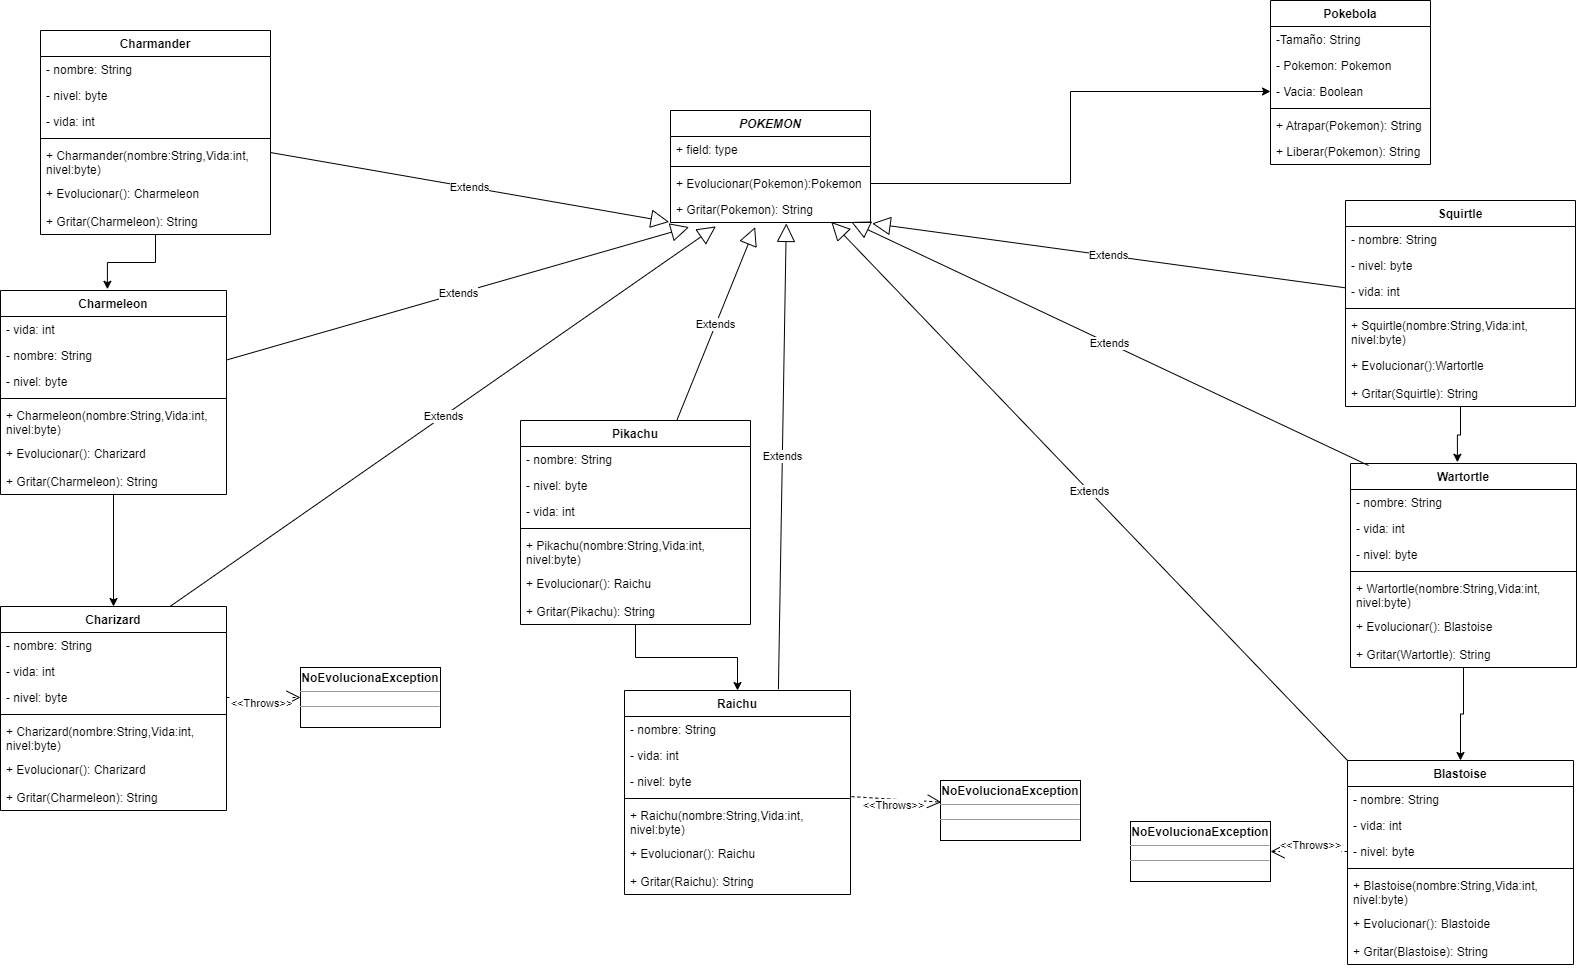 Charmander
- nombre: String
- nivel: byte
- vida: int
+ Charmander(nombre:String,Vida:int,
nivel:byte)
+ Evolucionar(): Charmeleon
+ Gritar(Charmeleon): String
Charmeleon
- vida: int
- nombre: String
- nivel: byte
+ Charmeleon(nombre:String,Vida:int,
nivel:byte)
+ Evolucionar(): Charizard
+ Gritar(Charmeleon): String
Charizard
- nombre: String
- vida: int
- nivel: byte
+ Charizard(nombre:String,Vida:int,
nivel:byte)
+ Evolucionar(): Charizard
+ Gritar(Charmeleon): String
<<Throws>>
NoEvolucionaException
Extends
Extends
Extends
POKEMON
+ field: type
+ Evolucionar(Pokemon):Pokemon
+ Gritar(Pokemon): String
Extends
Extends
Pikachu
- nombre: String
- nivel: byte
- vida: int
+ Pikachu(nombre:String,Vida:int,
nivel:byte)
+ Evolucionar(): Raichu
+ Gritar(Pikachu): String
Raichu
- nombre: String
- vida: int
- nivel: byte
+ Raichu(nombre:String,Vida:int,
nivel:byte)
+ Evolucionar(): Raichu
+ Gritar(Raichu): String
<<Throws>>
NoEvolucionaException
Pokebola
-Tamaño: String
- Pokemon: Pokemon
- Vacia: Boolean
+ Atrapar(Pokemon): String
+ Liberar(Pokemon): String
Extends
Extends
Extends
Squirtle
- nombre: String
- nivel: byte
- vida: int
+ Squirtle(nombre:String,Vida:int,
nivel:byte)
+ Evolucionar():Wartortle
+ Gritar(Squirtle): String
Wartortle
- nombre: String
- vida: int
- nivel: byte
+ Wartortle(nombre:String,Vida:int,
nivel:byte)
+ Evolucionar(): Blastoise
+ Gritar(Wartortle): String
Blastoise
- nombre: String
- vida: int
- nivel: byte
+ Blastoise(nombre:String,Vida:int,
nivel:byte)
+ Evolucionar(): Blastoide
+ Gritar(Blastoise): String
<<Throws>>
NoEvolucionaException